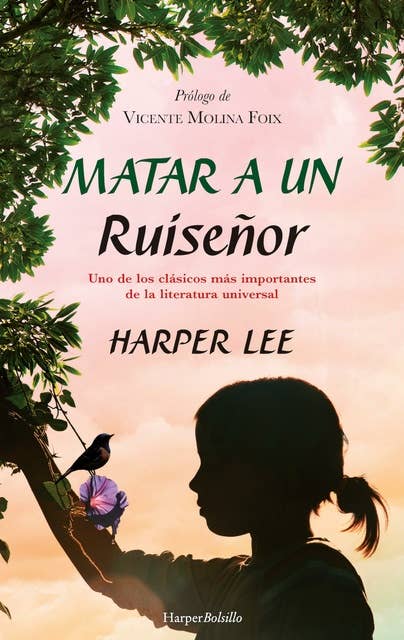 Prólogo de
VICENTE MOLINA FOIX
MATAR A UN
Ruiseñor
Uno de los clásicos más importantes
de la literatura universal
HARPER LEE
HarperBolsillo